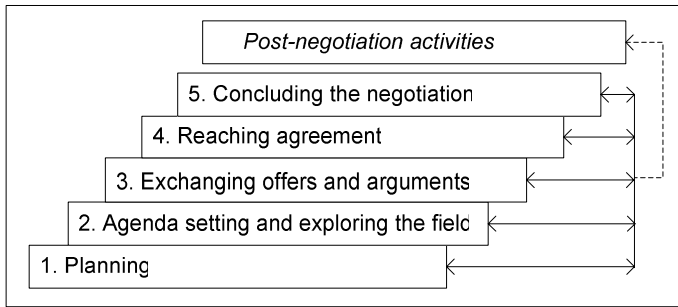 Post-negotiation activities
5. Concluding the negotiation
4. Reaching agreement
3. Exchanging offers and arguments
2. Agenda setting and exploring the field
1. Planning